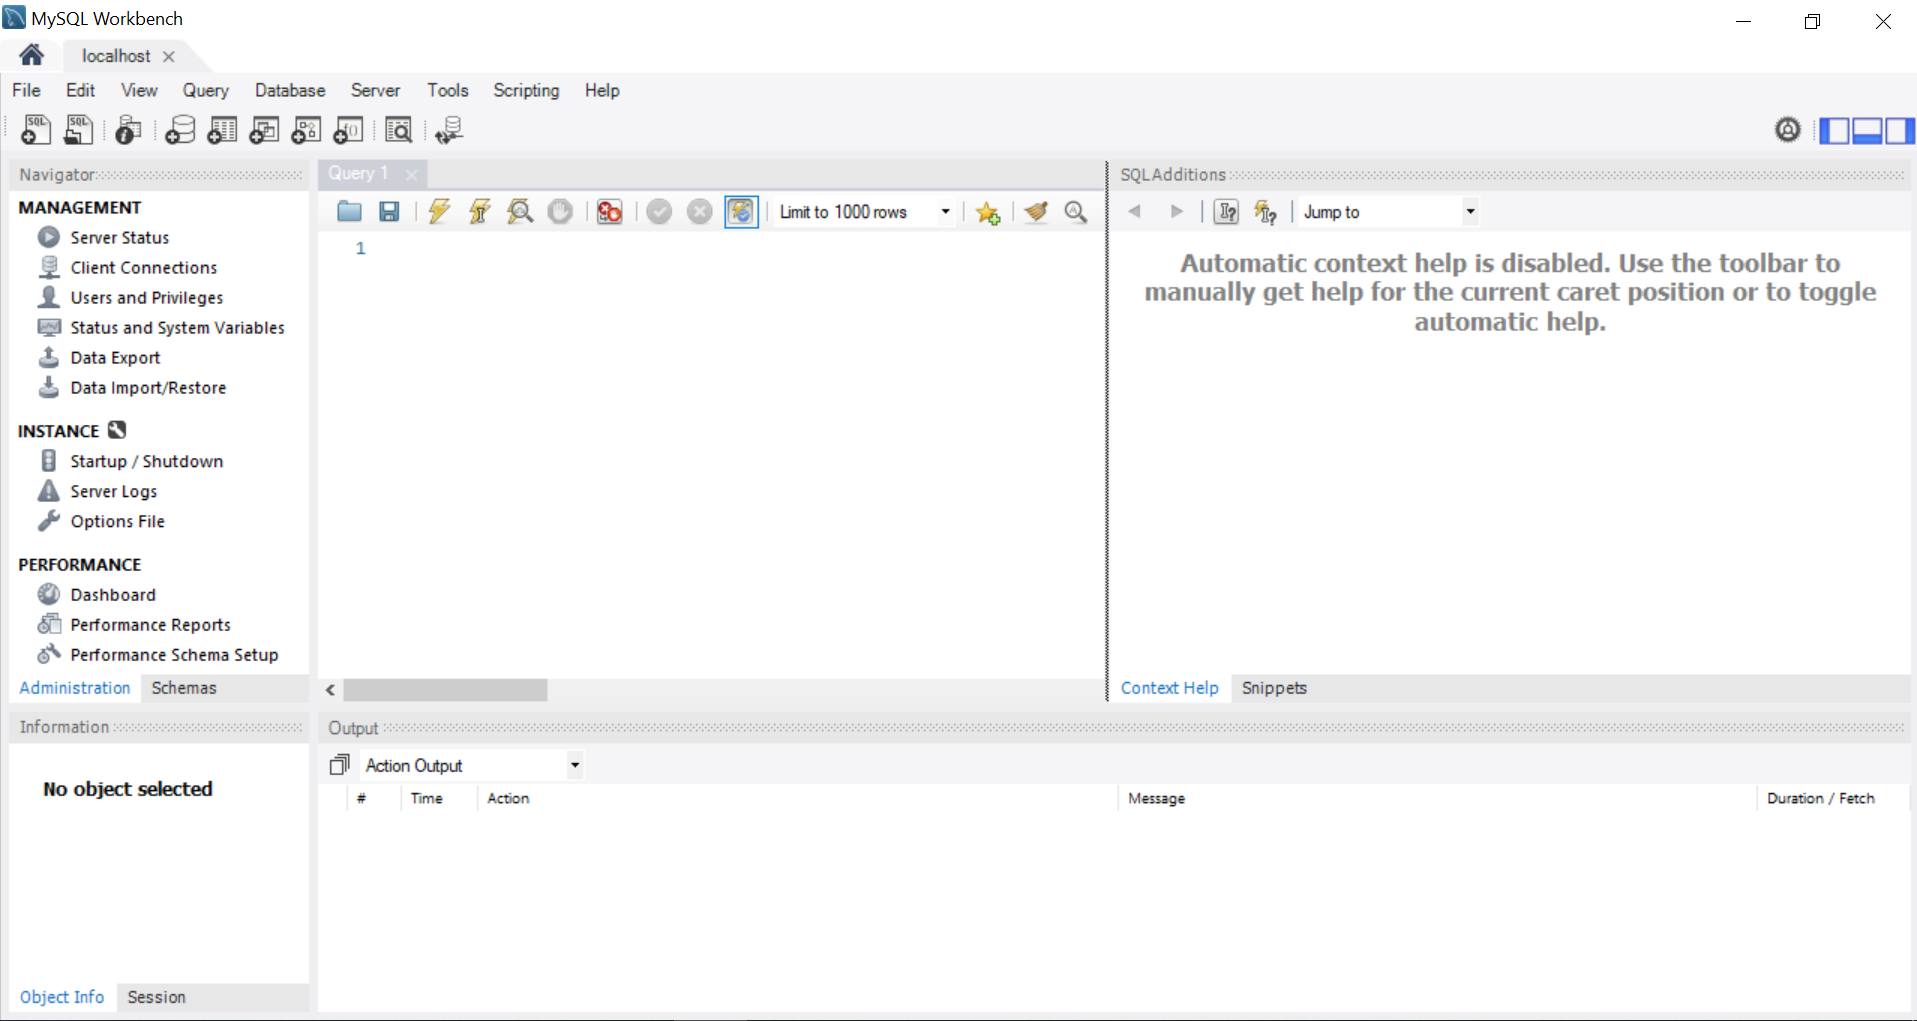 MySQL Workbench
localhost
File Edit View Query Database Server Tools Scripting Help
SQL SQL
Navigator
MANAGEMENT
Server Status
Client Connections
Users and Privileges
Status and System Variables
Data Export
Data Import/Restore
INSTANCE
Startup / Shutdown
Server Logs
Options File
PERFORMANCE
Dashboard
Performance Reports
Performance Schema Setup
Administration Schemas
Query 1
Limit to 1000 rows
1
SQLAdditions
Jump to
Automatic context help is disabled. Use the toolbar to
manually get help for the current caret position or to toggle
automatic help.
Context Help Snippets
Information
No object selected
Object Info Session
Output
Action Output
# Time Action Message Duration / Fetch